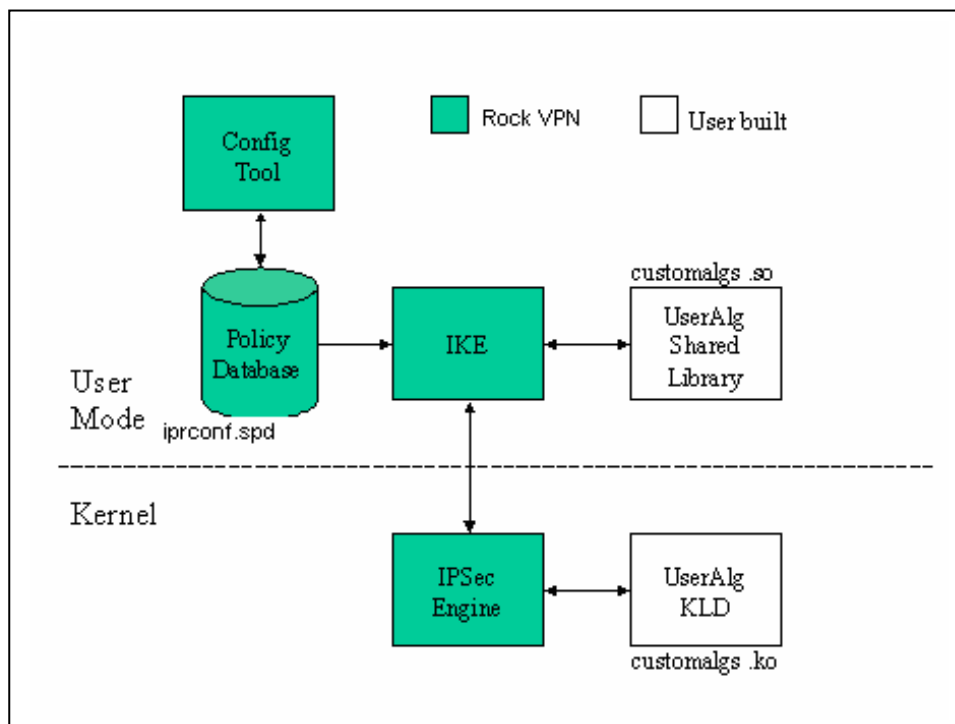 Config
Tool
Rock VPN
User built
customalgs .so
Policy
Database
IKE
UserAlg
Shared
Library
User
Mode
iprconf.spd
Kernel
IPSec
Engine
UserAlg
KLD
customalgs .ko